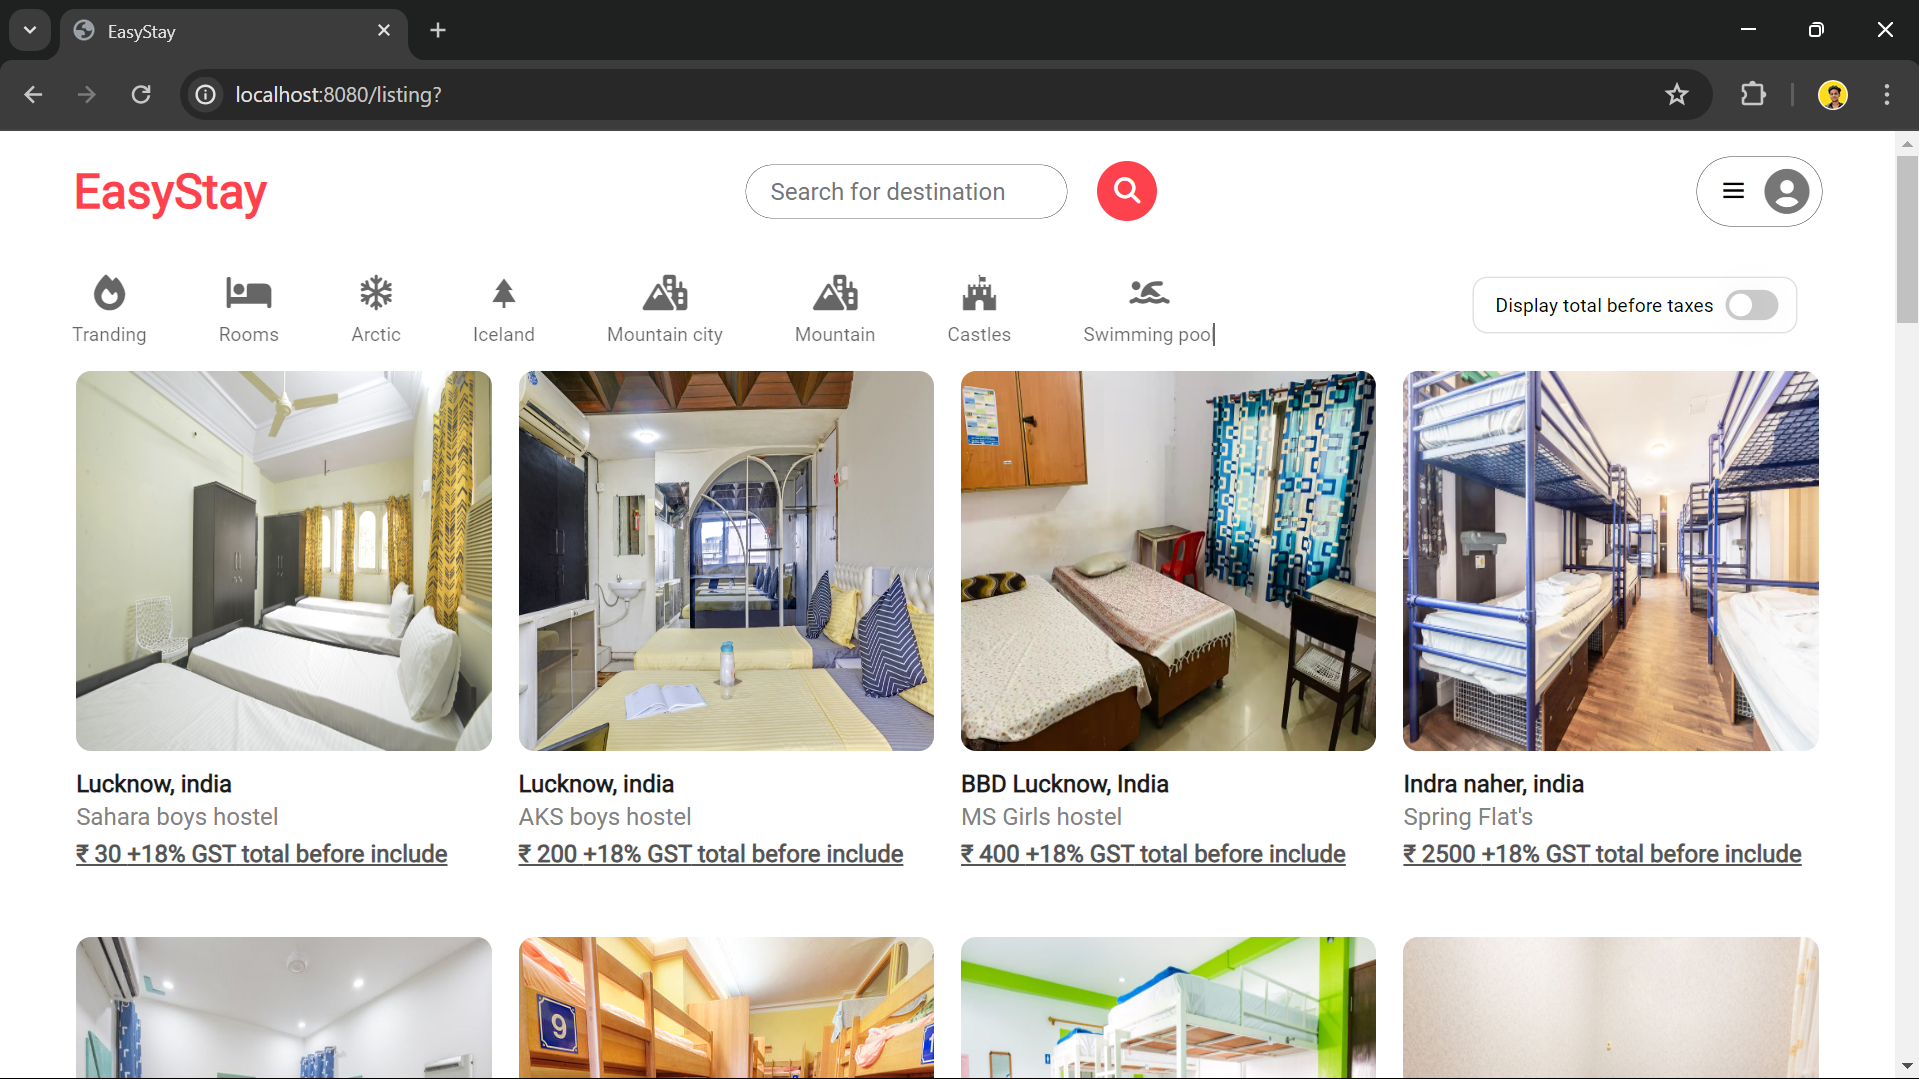 EasyStay
localhost:8080/listing?
EasyStay
Search for destination
Tranding
Rooms
Arctic
Iceland
Mountain city
Mountain
Castles
Swimming pool
Display total before taxes
Lucknow, india
Sahara boys hostel
₹ 30 +18% GST total before include
Lucknow, india
AKS boys hostel
₹ 200 +18% GST total before include
BBD Lucknow, India
MS Girls hostel
₹ 400 +18% GST total before include
Indra naher, india
Spring Flat's
₹ 2500 +18% GST total before include
9